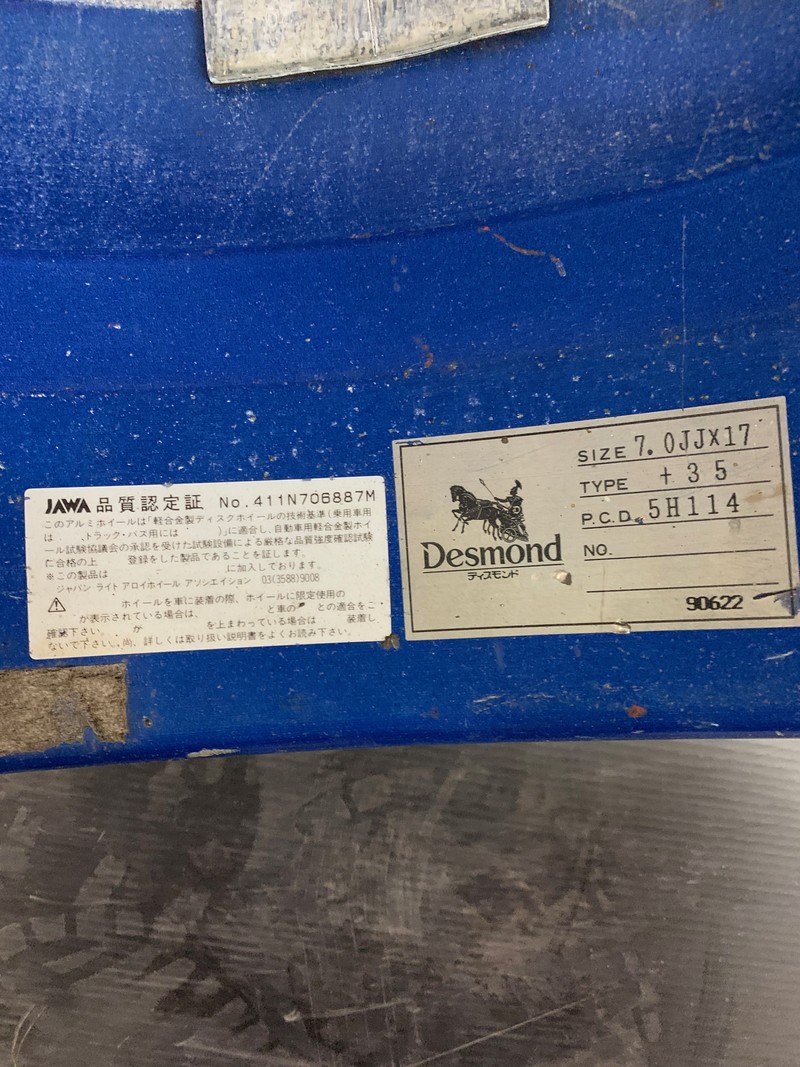 JAWA 品質認定証 No.411N706887M
このアルミホイールは「軽合金製ディスクホイールの技術基準(乗用車用
は 、トラック・バス用には )」に適合し、自動車用軽合金製ホイ
ール試験協議会の承認を受けた試験設備による厳格な品質強度確認試験
に合格の上 登録をした製品であることを証します。
※この製品は に加入しております。
ジャパン ライト アロイホイール アソシエイション 03(3588)9008
⚠ ホイールを車に装着の際、ホイールに限定使用の
が表示されている場合は、 と車の との適合をご
確認下さい。 が を上まわっている場合は 装着し
ないで下さい。尚、詳しくは取り扱い説明書をよくお読み下さい。
Desmond
ディスモンド
SIZE 7.0JJX17
TYPE +35
P.C.D. 5H114
NO.
90622